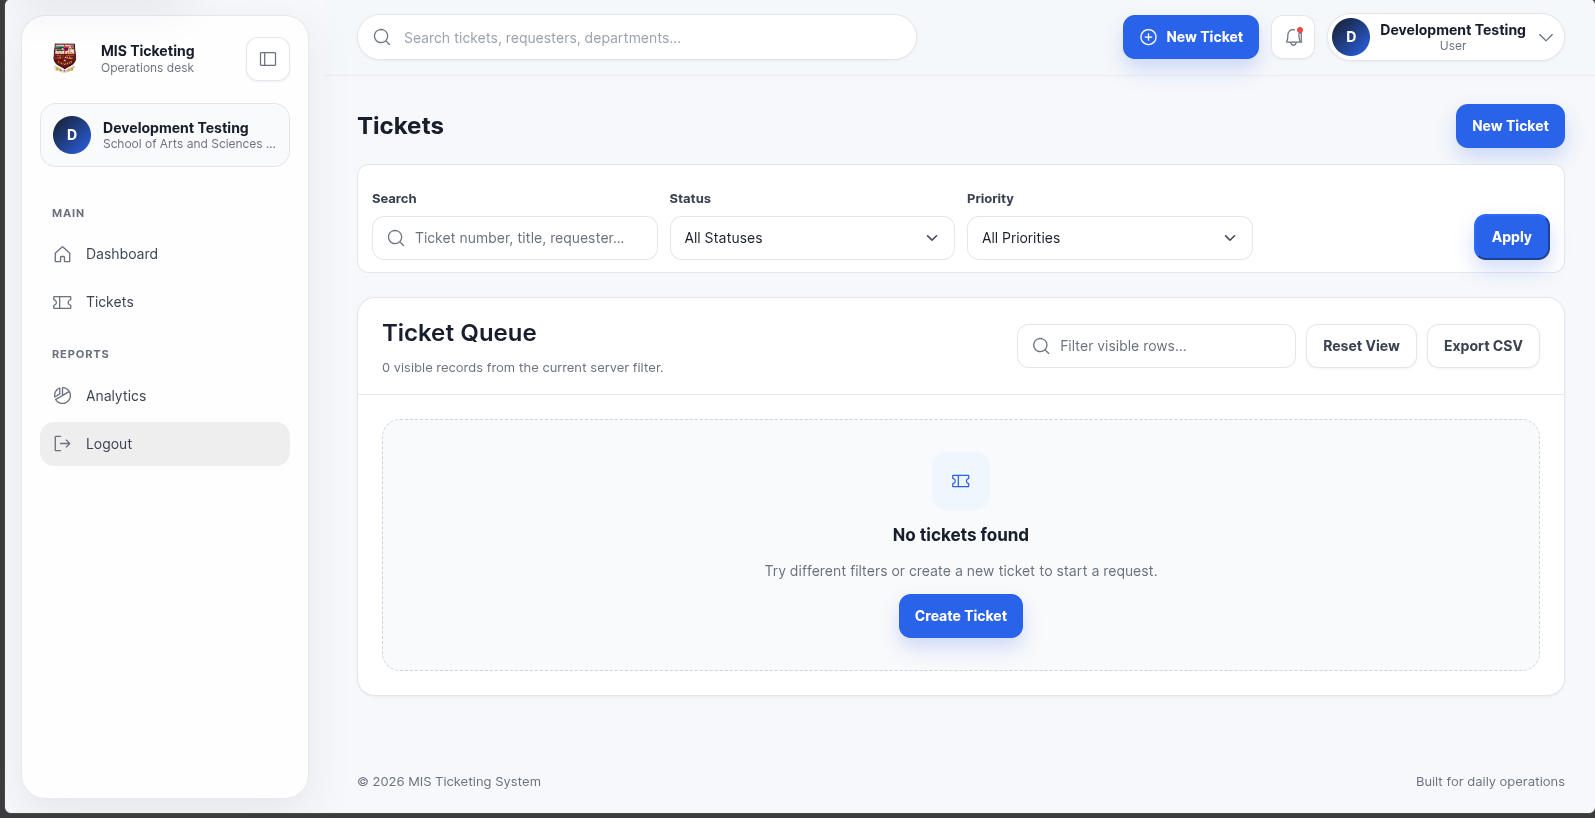 MIS Ticketing
Operations desk
D
Development Testing
School of Arts and Sciences ...
MAIN
Dashboard
Tickets
REPORTS
Analytics
Logout
Search tickets, requesters, departments...
New Ticket
D
Development Testing
User
Tickets
New Ticket
Search
Status
Priority
Ticket number, title, requester...
All Statuses
All Priorities
Apply
Ticket Queue
0 visible records from the current server filter.
Filter visible rows...
Reset View
Export CSV
No tickets found
Try different filters or create a new ticket to start a request.
Create Ticket
© 2026 MIS Ticketing System
Built for daily operations